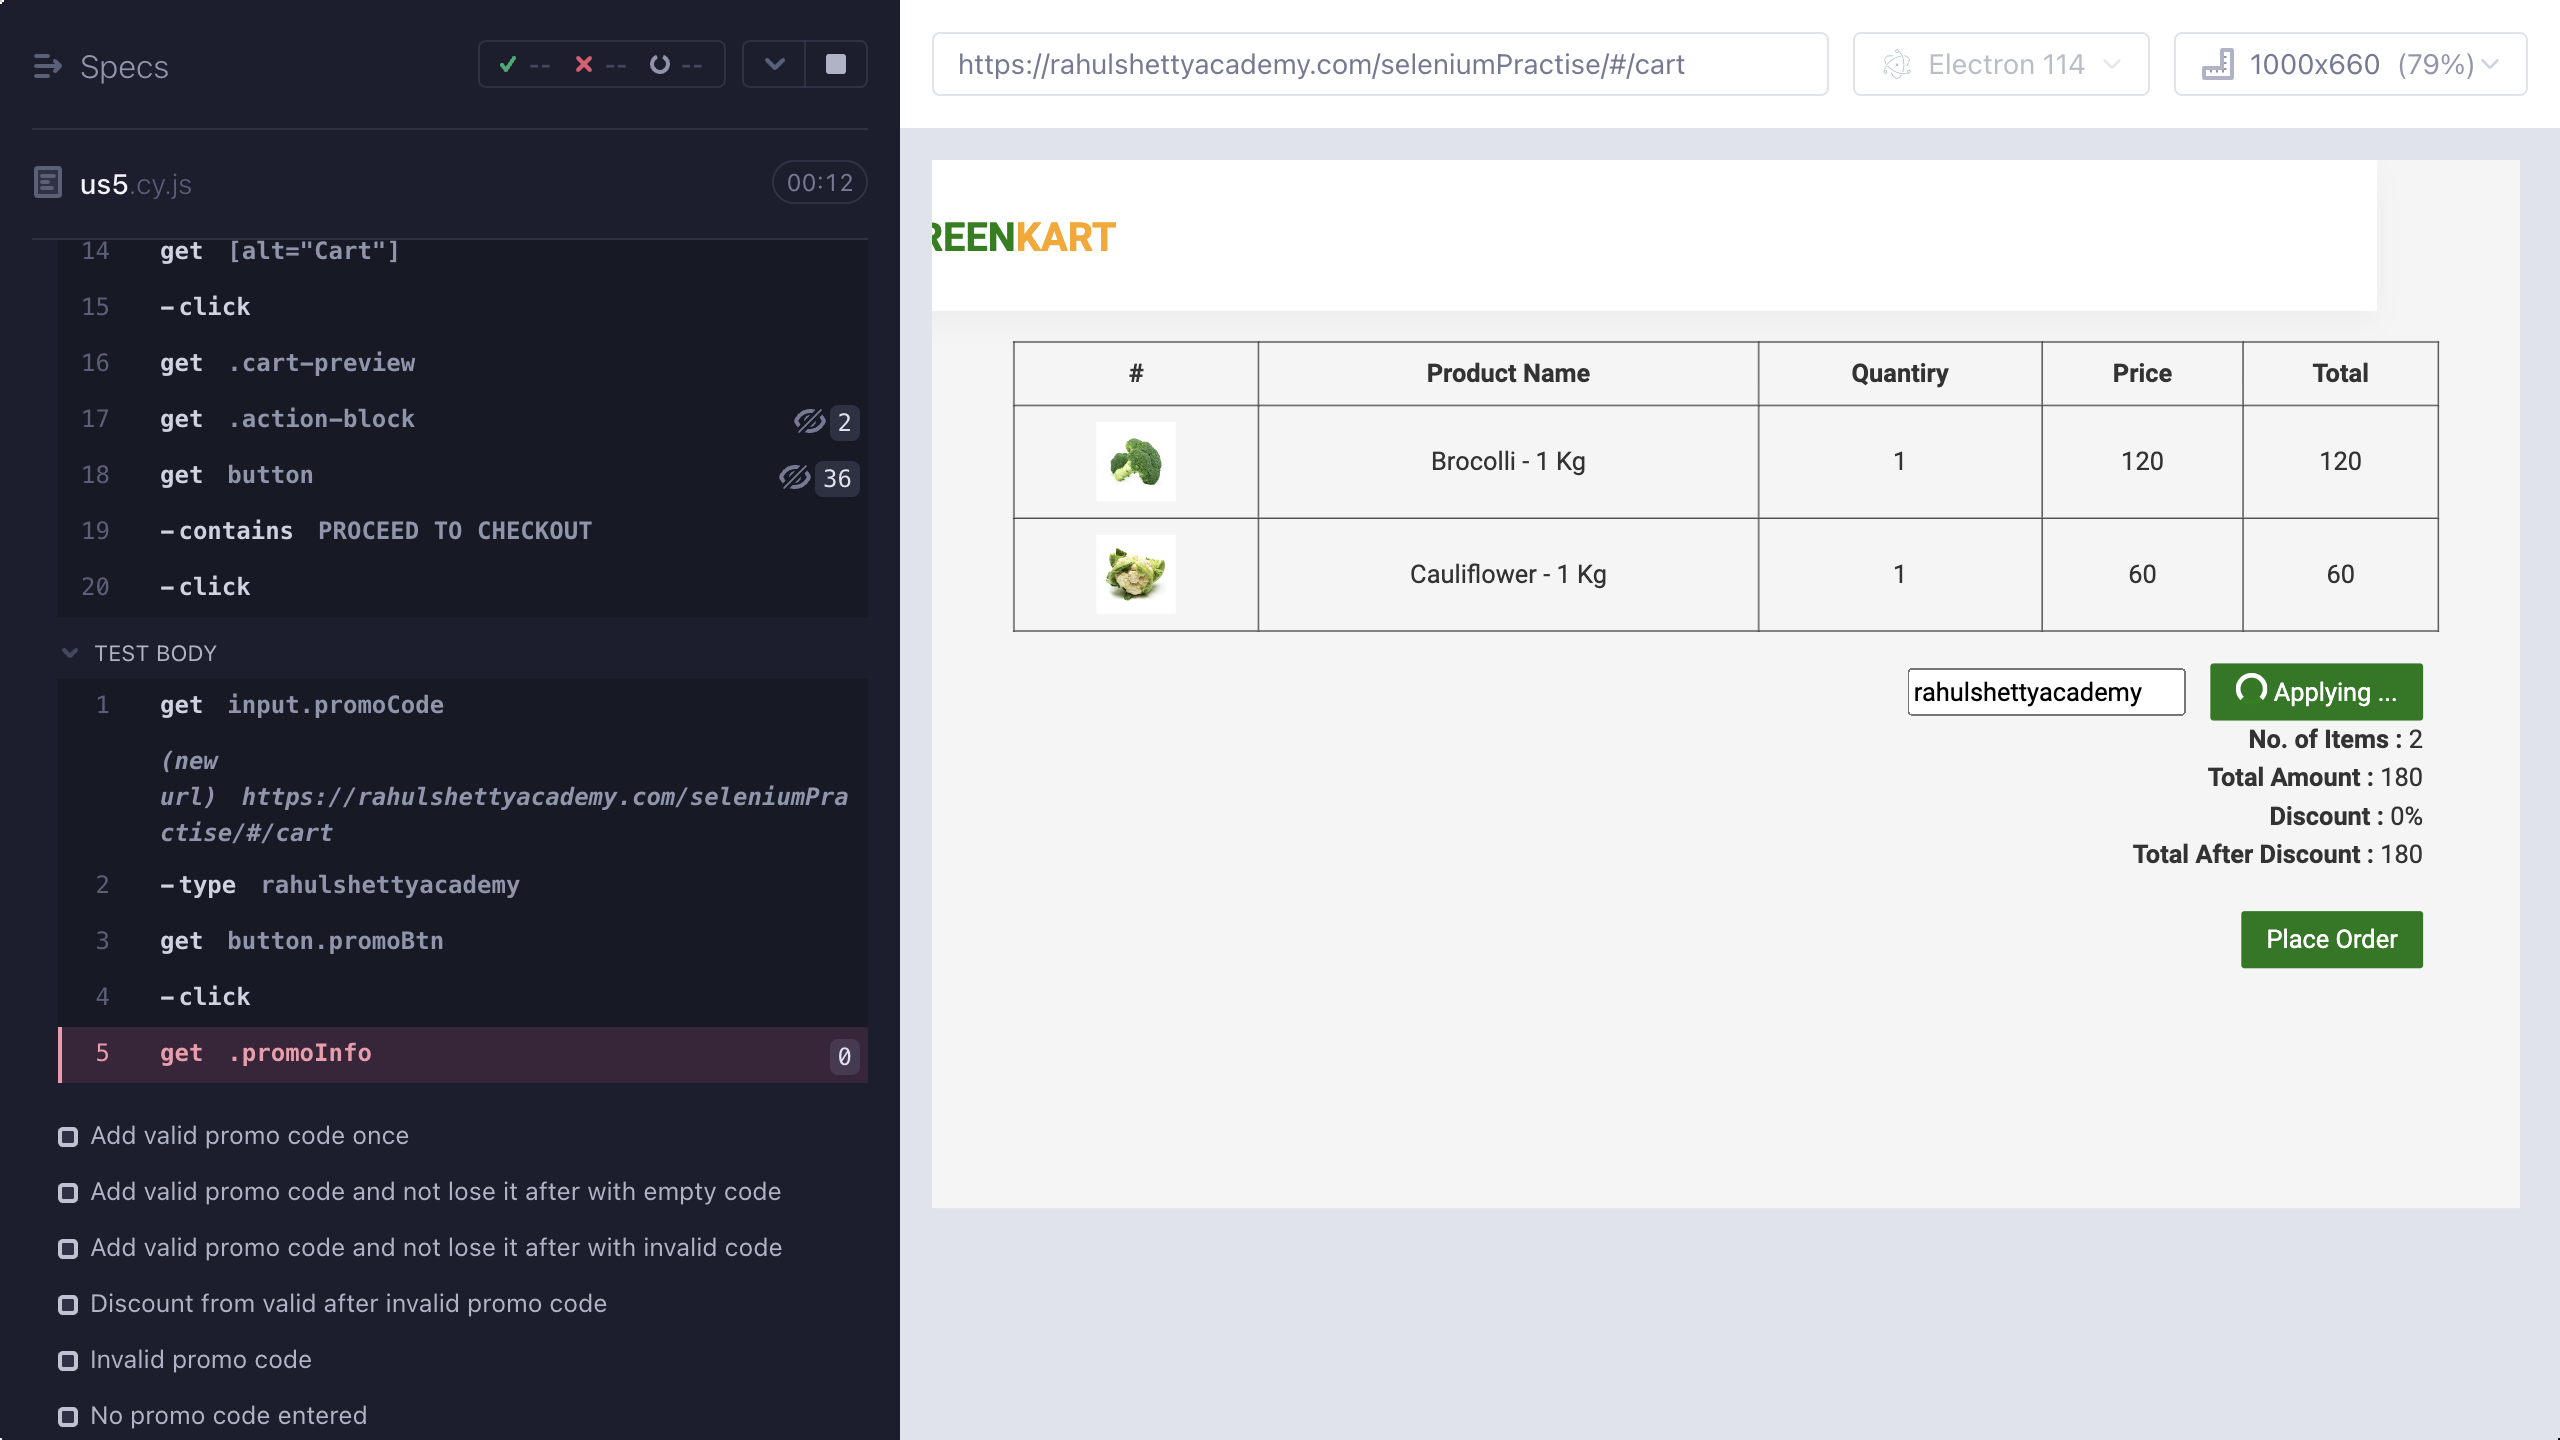 Specs
-- -- --
us5.cy.js
00:12
14 get [alt="Cart"]
15 -click
16 get .cart-preview
17 get .action-block 2
18 get button 36
19 -contains PROCEED TO CHECKOUT
20 -click
TEST BODY
1 get input.promoCode
(new
url) https://rahulshettyacademy.com/seleniumPra
ctise/#/cart
2 -type rahulshettyacademy
3 get button.promoBtn
4 -click
5 get .promoInfo 0
Add valid promo code once
Add valid promo code and not lose it after with empty code
Add valid promo code and not lose it after with invalid code
Discount from valid after invalid promo code
Invalid promo code
No promo code entered
https://rahulshettyacademy.com/seleniumPractise/#/cart
Electron 114
1000x660 (79%)
REENKART
# Product Name Quantiry Price Total
Brocolli - 1 Kg 1 120 120
Cauliflower - 1 Kg 1 60 60
rahulshettyacademy Applying ...
No. of Items : 2
Total Amount : 180
Discount : 0%
Total After Discount : 180
Place Order